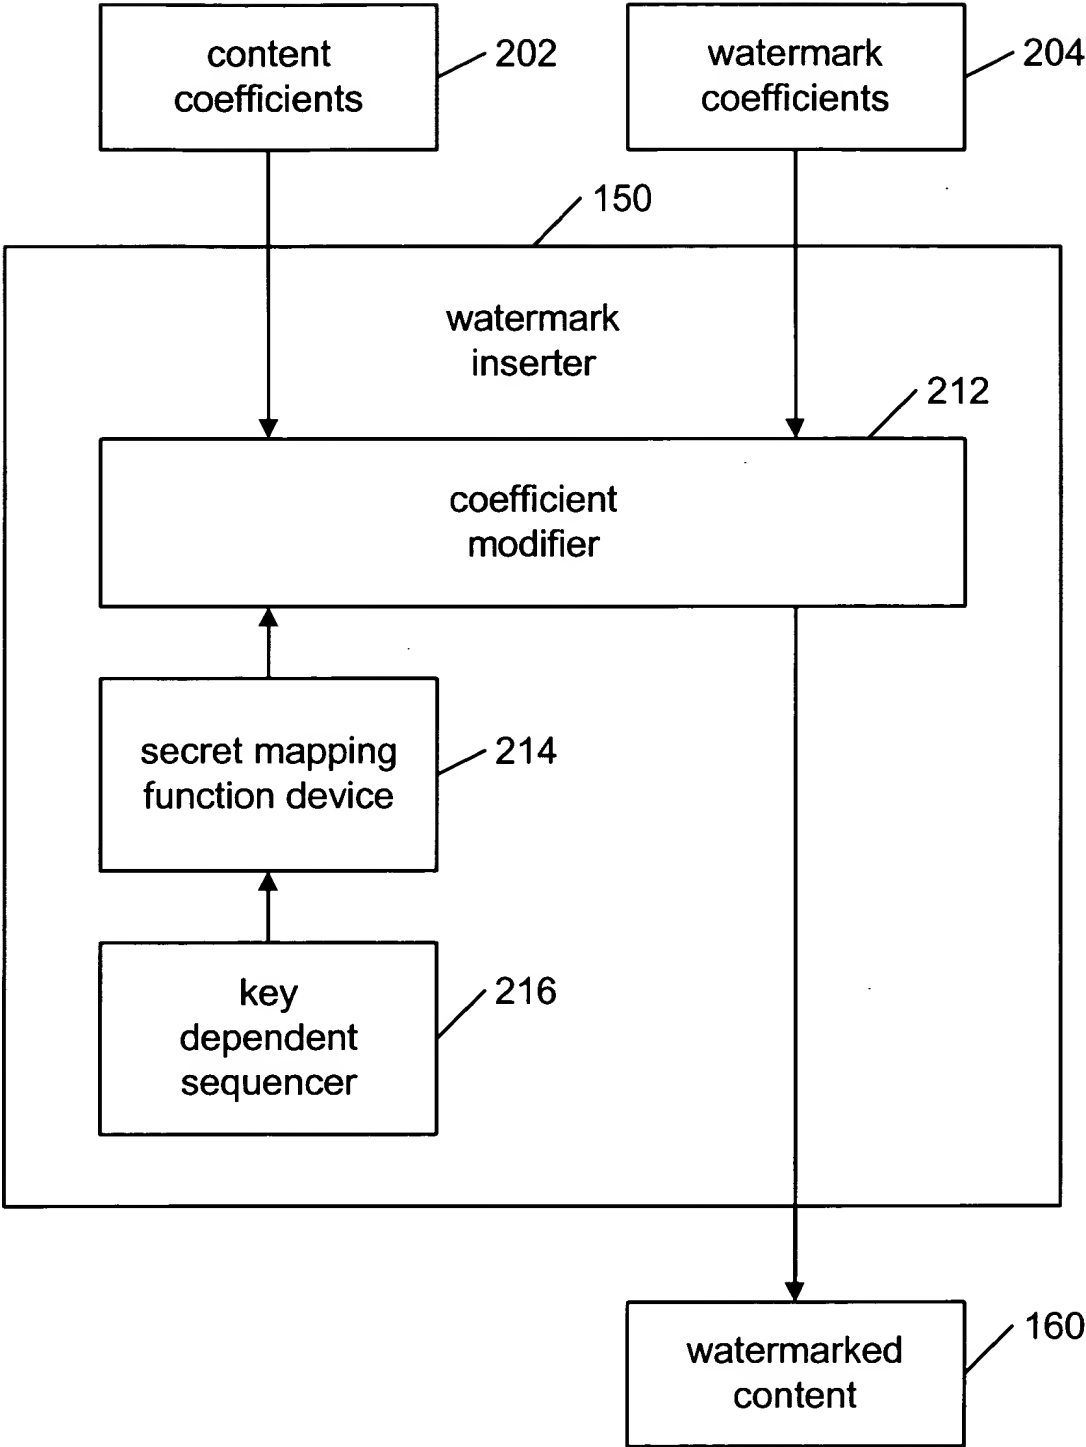 content
coefficients
202
watermark
coefficients
204
150
watermark
inserter
212
coefficient
modifier
secret mapping
function device
214
key
dependent
sequencer
216
watermarked
content
160